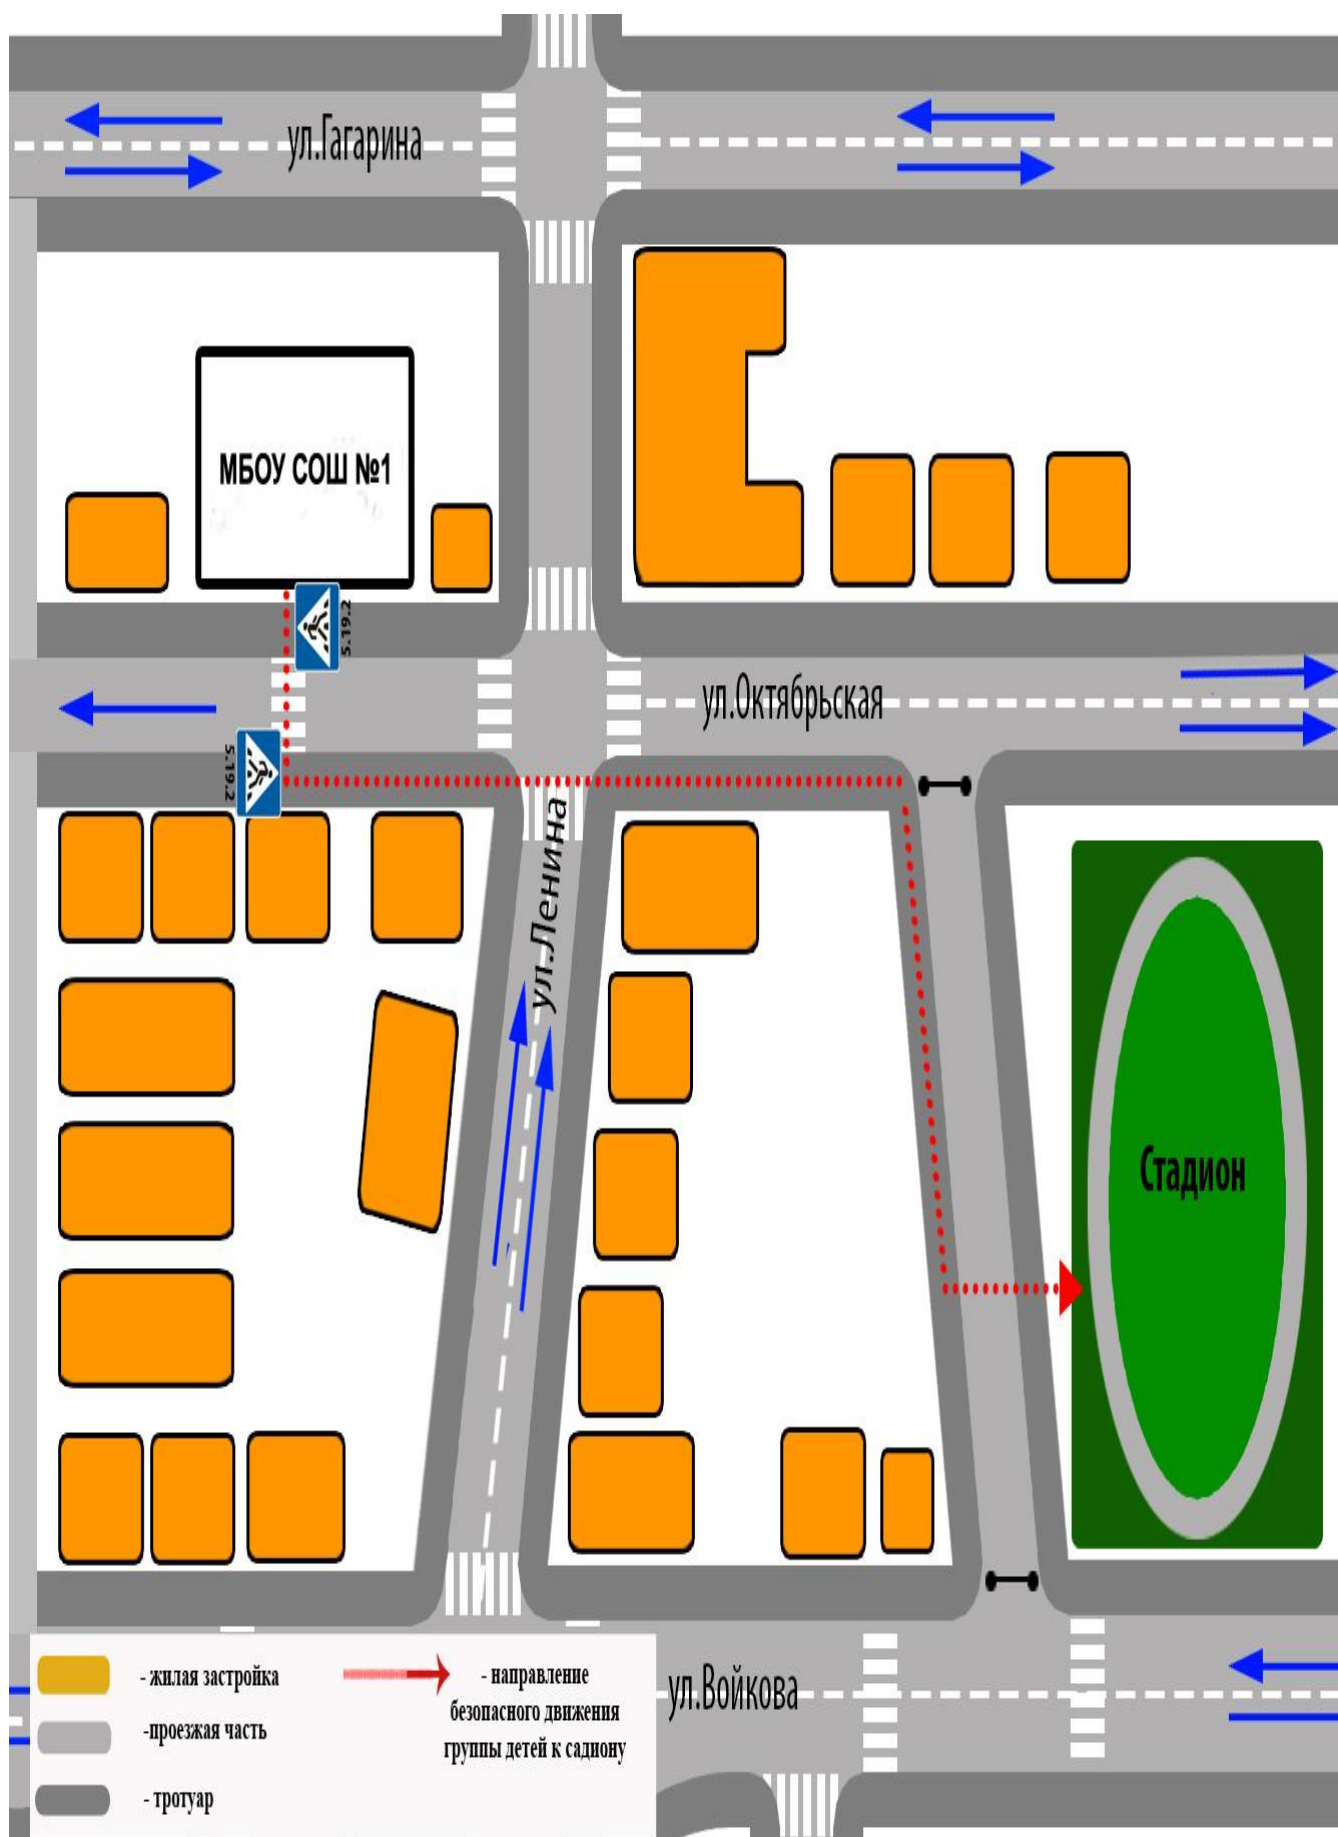 ул.Гагарина
МБОУ СОШ №1
5.19.2
ул.Октябрьская
5.19.2
ул.Ленина
Стадион
ул.Войкова
- жилая застройка
-проезжая часть
- тротуар
- направление
безопасного движения
группы детей к садиону